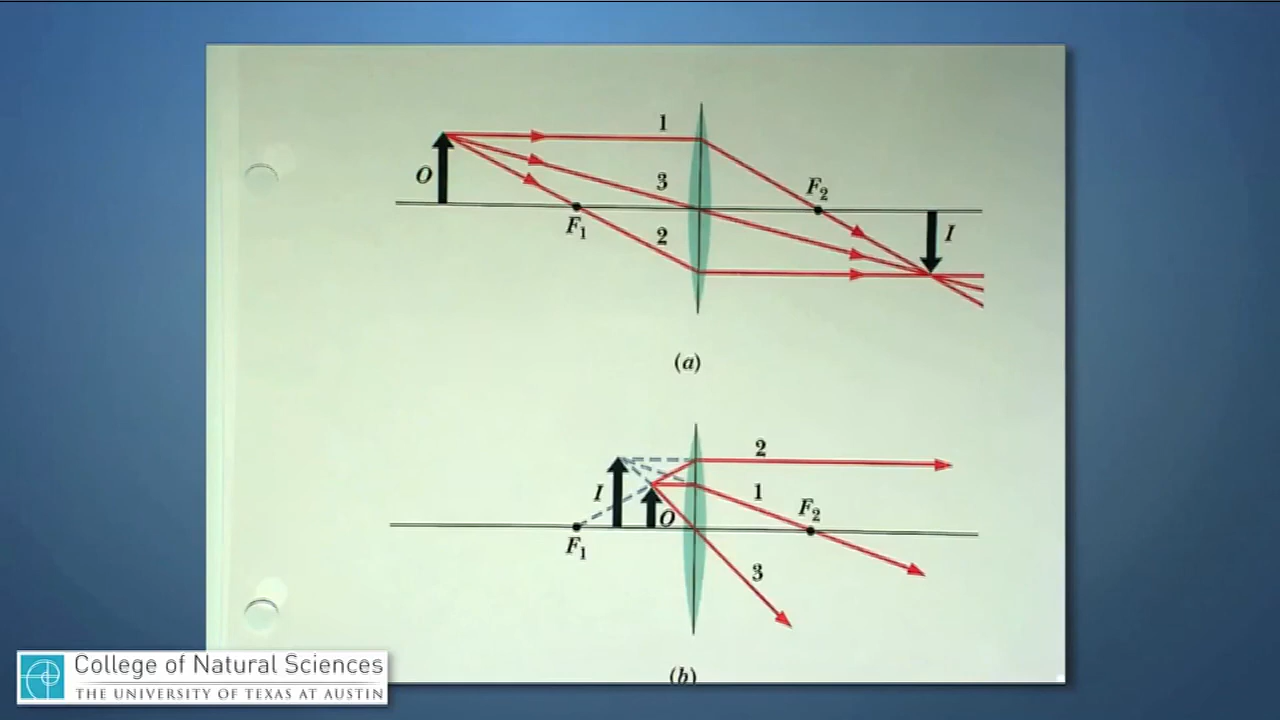 1
O
3
F2
F1
2
I
(a)
2
I
1
F2
O
F1
3
(b)
College of Natural Sciences
THE UNIVERSITY OF TEXAS AT AUSTIN